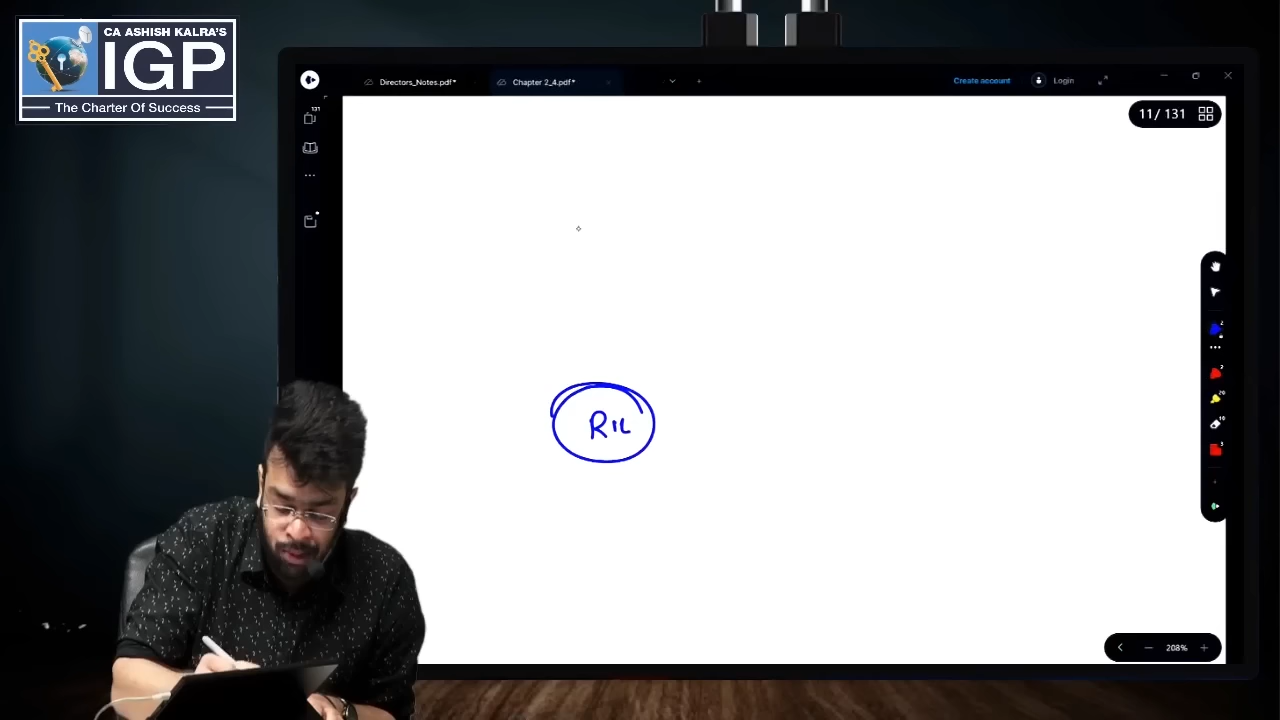 CA ASHISH KALRA'S
IGP
The Charter Of Success
Directors_Notes.pdf*
Chapter 2_4.pdf*
Create account
Login
131
11/ 131
RIL
208%